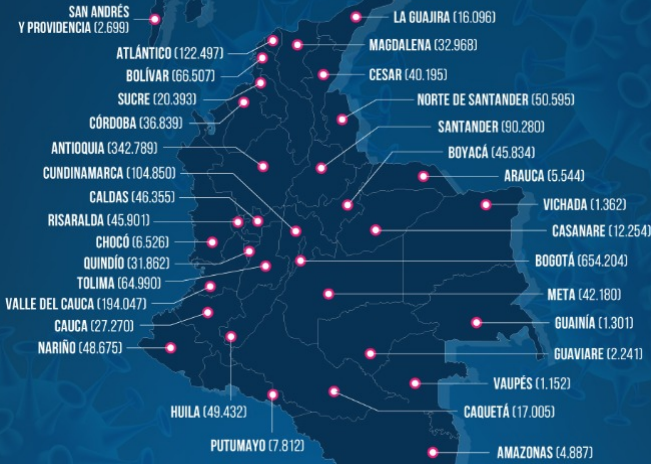 SAN ANDRÉS
Y PROVIDENCIA (2.699)
ATLÁNTICO (122.497)
BOLÍVAR (66.507)
SUCRE (20.393)
CÓRDOBA (36.839)
ANTIOQUIA (342.789)
CUNDINAMARCA (104.850)
CALDAS (46.355)
RISARALDA (45.901)
CHOCÓ (6.526)
QUINDÍO (31.862)
TOLIMA (64.990)
VALLE DEL CAUCA (194.047)
CAUCA (27.270)
NARIÑO (48.675)
HUILA (49.432)
PUTUMAYO (7.812)
LA GUAJIRA (16.096)
MAGDALENA (32.968)
CESAR (40.195)
NORTE DE SANTANDER (50.595)
SANTANDER (90.280)
BOYACÁ (45.834)
ARAUCA (5.544)
VICHADA (1.362)
CASANARE (12.254)
BOGOTÁ (654.204)
META (42.180)
GUAINÍA (1.301)
GUAVIARE (2.241)
VAUPÉS (1.152)
CAQUETÁ (17.005)
AMAZONAS (4.887)